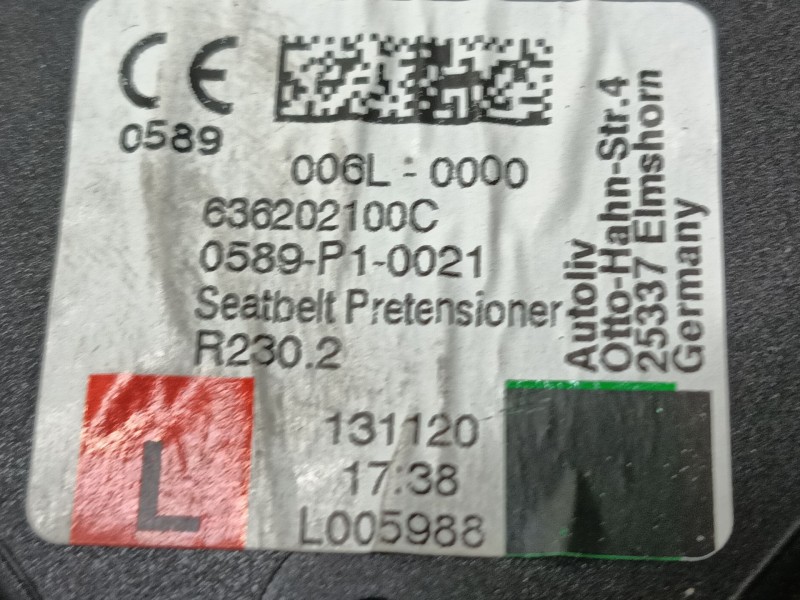 CE
0589
006L - 0000
636202100C
0589-P1-0021
Seatbelt Pretensioner
R230.2
L
131120
17:38
L005988
Autoliv
Otto-Hahn-Str.4
25337 Elmshorn
Germany